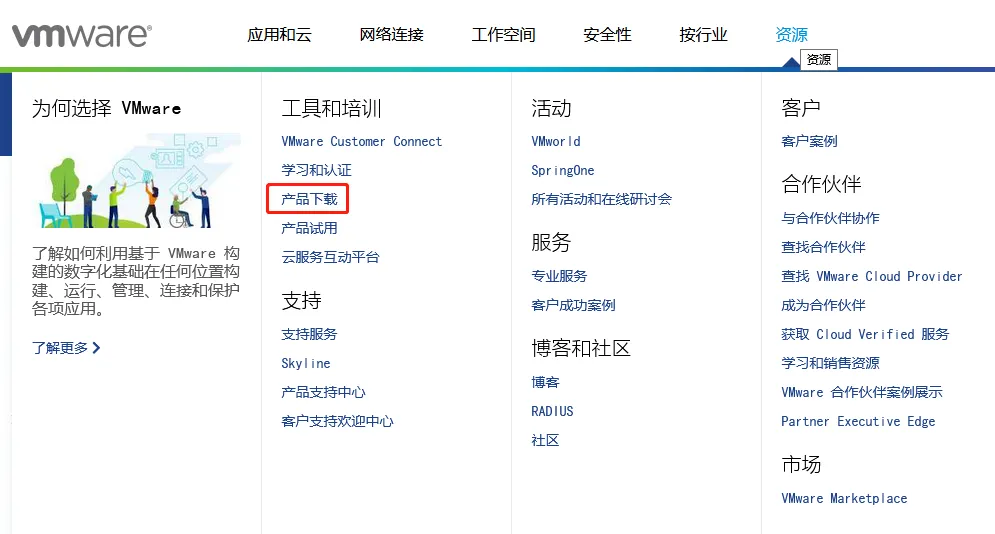 vmware®
应用和云 网络连接 工作空间 安全性 按行业 资源
资源
为何选择 VMware
了解如何利用基于 VMware 构
建的数字化基础在任何位置构
建、运行、管理、连接和保护
各项应用。
了解更多
工具和培训
VMware Customer Connect
学习和认证
产品下载
产品试用
云服务互动平台
支持
支持服务
Skyline
产品支持中心
客户支持欢迎中心
活动
VMworld
SpringOne
所有活动和在线研讨会
服务
专业服务
客户成功案例
博客和社区
博客
RADIUS
社区
客户
客户案例
合作伙伴
与合作伙伴协作
查找合作伙伴
查找 VMware Cloud Provider
成为合作伙伴
获取 Cloud Verified 服务
学习和销售资源
VMware 合作伙伴案例展示
Partner Executive Edge
市场
VMware Marketplace